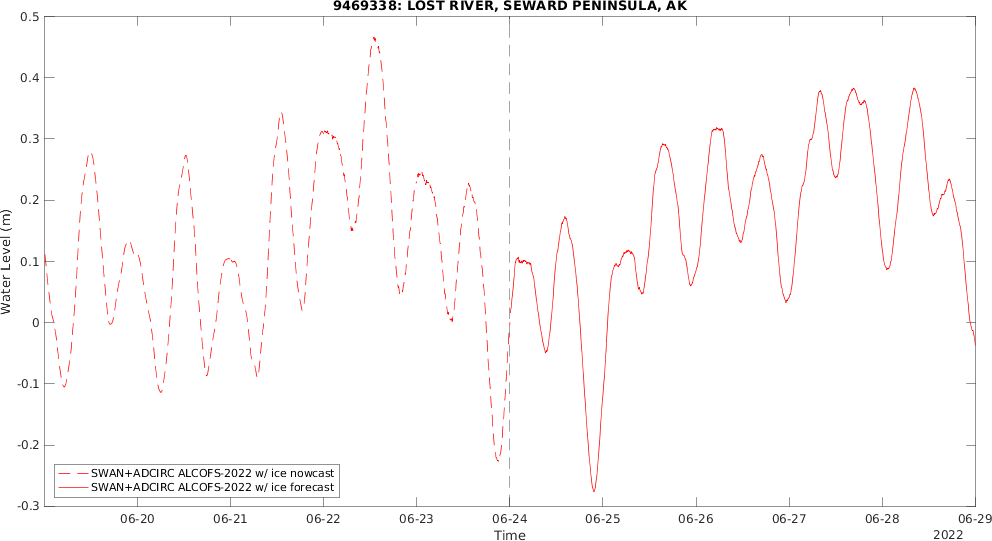 9469338: LOST RIVER, SEWARD PENINSULA, AK
0.5
0.4
0.3
0.2
0.1
0
-0.1
-0.2
-0.3
Water Level (m)
SWAN+ADCIRC ALCOFS-2022 w/ ice nowcast
SWAN+ADCIRC ALCOFS-2022 w/ ice forecast
06-20 06-21 06-22 06-23 06-24 06-25 06-26 06-27 06-28 06-29
Time
2022